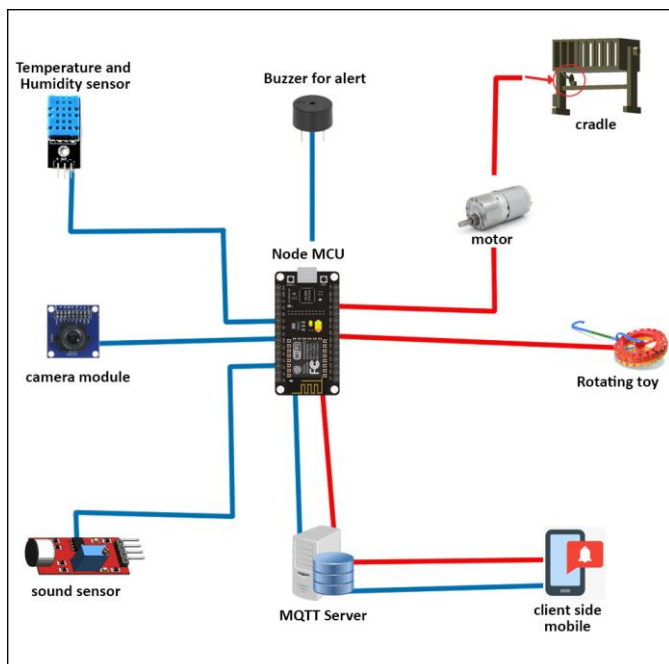 Temperature and
Humidity sensor
Buzzer for alert
cradle
motor
Node MCU
camera module
Rotating toy
sound sensor
MQTT Server
client side
mobile